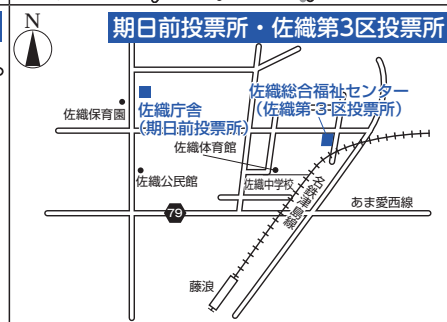 期日前投票所・佐織第3区投票所
N
佐織総合福祉センター
(佐織第3区投票所)
佐織保育園
佐織庁舎
(期日前投票所)
佐織体育館
佐織公民館
佐織中学校
名鉄津島線
あま愛西線
79
藤浪